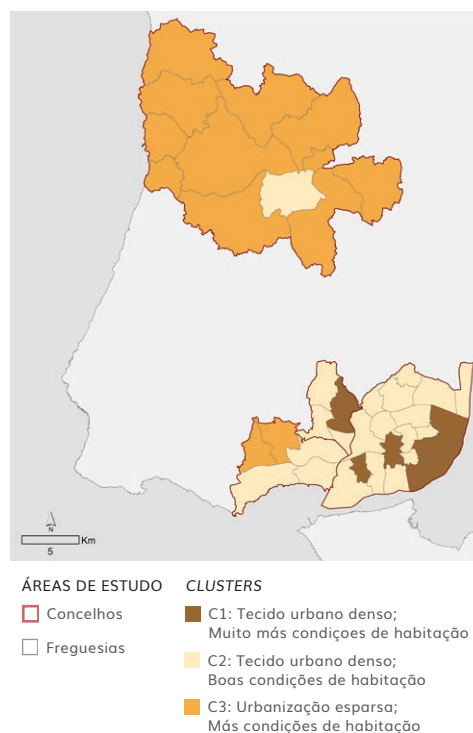 N
5
Km
ÁREAS DE ESTUDO
Concelhos
Freguesias
CLUSTERS
C1: Tecido urbano denso;
Muito más condiçoes de habitação
C2: Tecido urbano denso;
Boas condições de habitação
C3: Urbanização esparsa;
Más condições de habitação